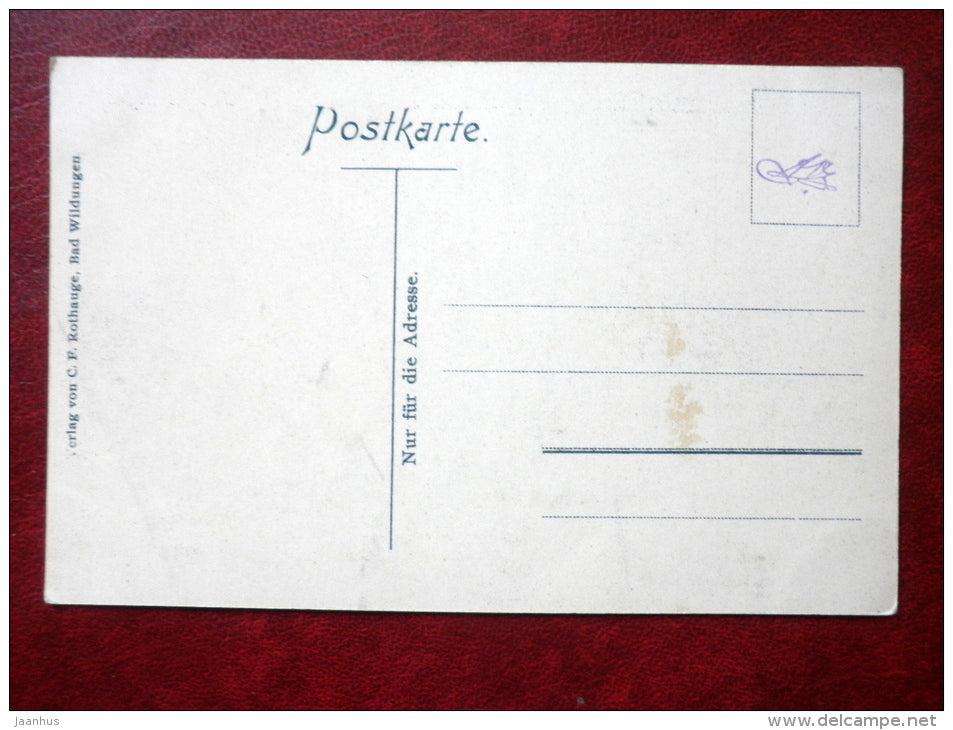 Postkarte.
erlag von C. F. Rothauge, Bad Wildungen
Nur für die Adresse.
jaanhus
www.delcampe.net